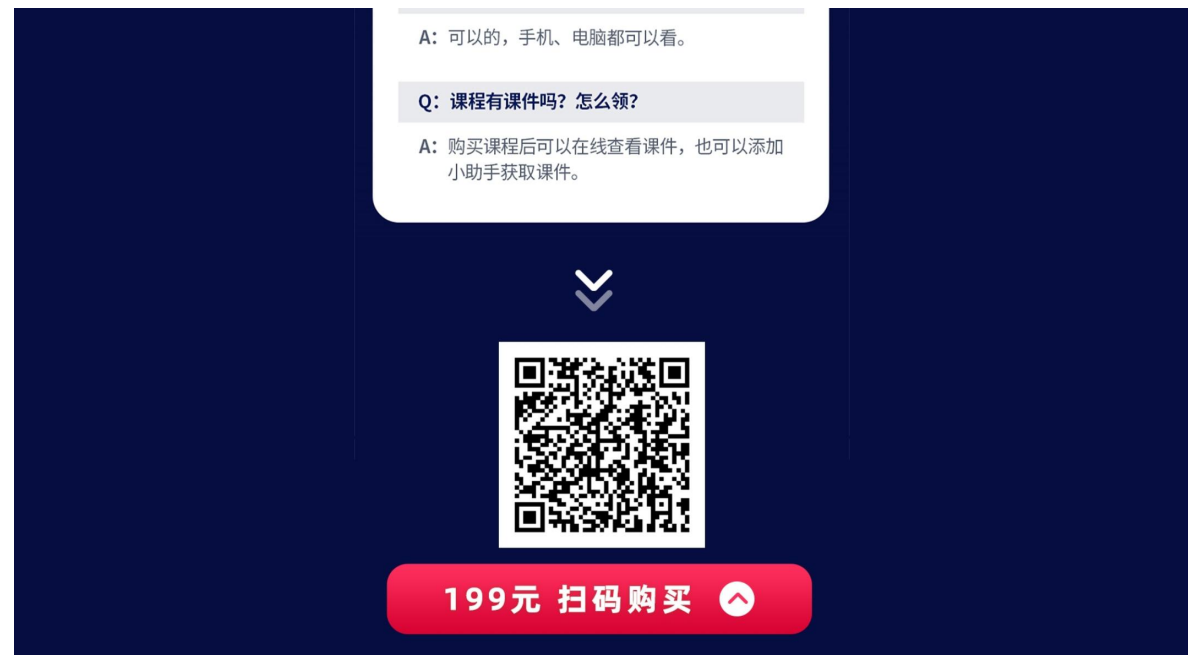 A：可以的，手机、电脑都可以看。
Q：课程有课件吗？怎么领？
A：购买课程后可以在线查看课件，也可以添加
小助手获取课件。
199元 扫码购买